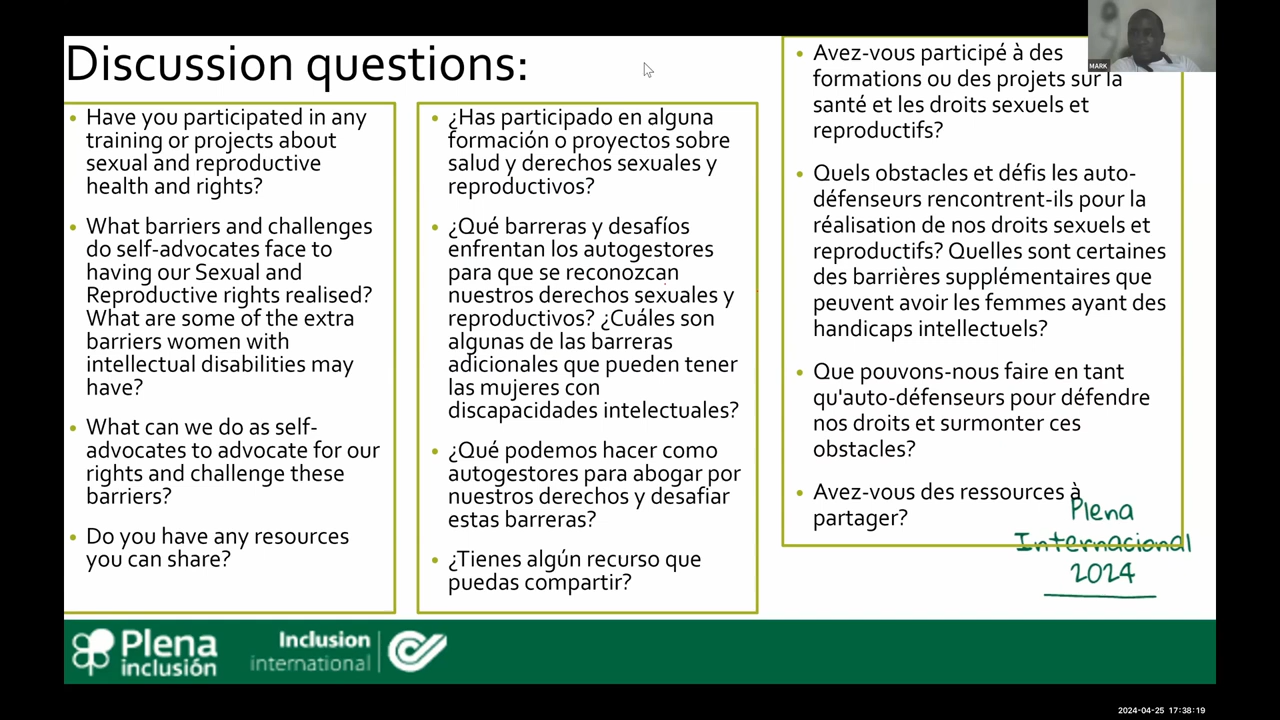 Discussion questions:
• Have you participated in any
training or projects about
sexual and reproductive
health and rights?
• What barriers and challenges
do self-advocates face to
having our Sexual and
Reproductive rights realised?
What are some of the extra
barriers women with
intellectual disabilities may
have?
• What can we do as self-
advocates to advocate for our
rights and challenge these
barriers?
• Do you have any resources
you can share?
• ¿Has participado en alguna
formación o proyectos sobre
salud y derechos sexuales y
reproductivos?
• ¿Qué barreras y desafíos
enfrentan los autogestores
para que se reconozcan
nuestros derechos sexuales y
reproductivos? ¿Cuáles son
algunas de las barreras
adicionales que pueden tener
las mujeres con
discapacidades intelectuales?
• ¿Qué podemos hacer como
autogestores para abogar por
nuestros derechos y desafiar
estas barreras?
• ¿Tienes algún recurso que
puedas compartir?
• Avez-vous participé à des
formations ou des projets sur la
santé et les droits sexuels et
reproductifs?
• Quels obstacles et défis les auto-
défenseurs rencontrent-ils pour la
réalisation de nos droits sexuels et
reproductifs? Quelles sont certaines
des barrières supplémentaires que
peuvent avoir les femmes ayant des
handicaps intellectuels?
• Que pouvons-nous faire en tant
qu'auto-défenseurs pour défendre
nos droits et surmonter ces
obstacles?
• Avez-vous des ressources à
partager?
MARK
Plena
Internacional
2024
Plena
inclusión
Inclusion
international
2024-04-25 17:38:19